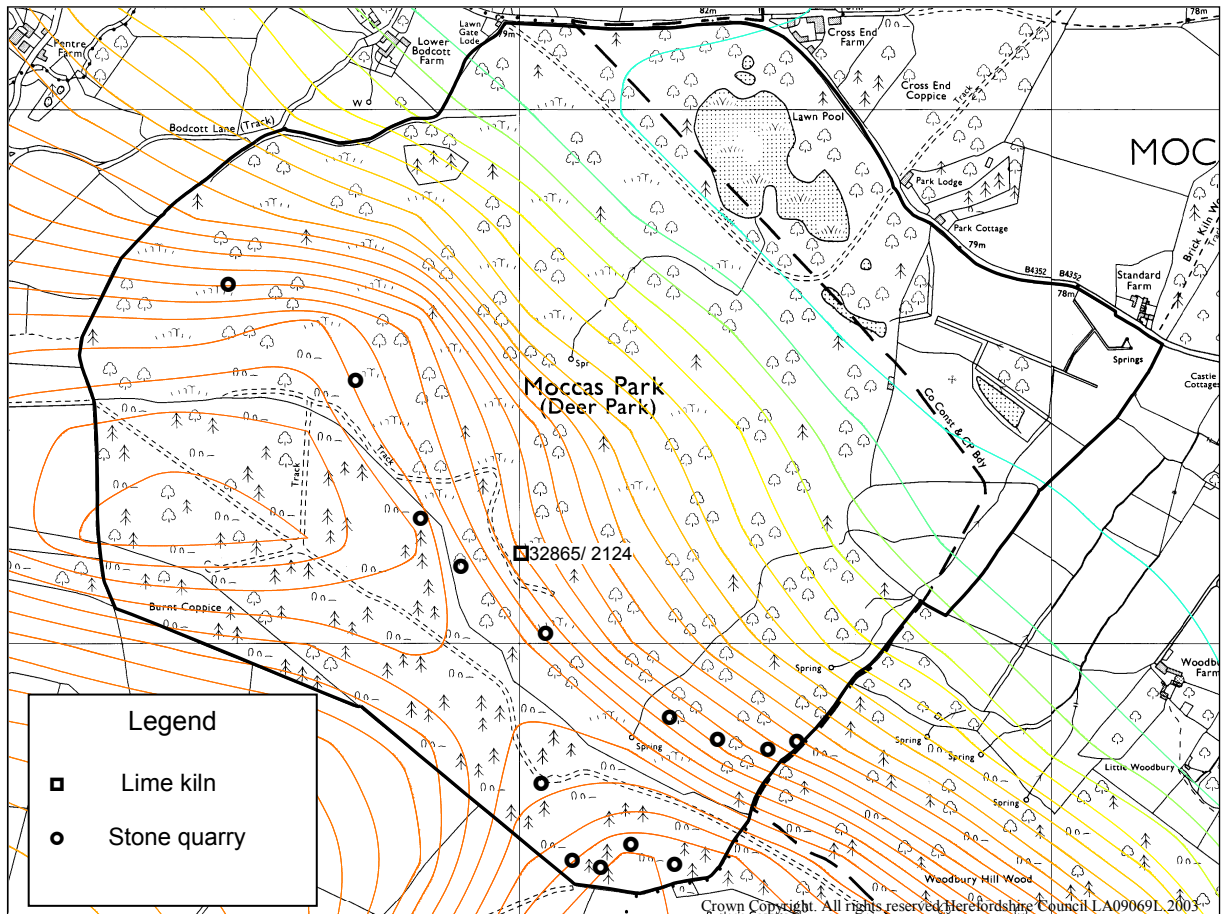 Pentre
Farm
Lower
Bodcott
Farm
Lawn
Gate
79m
82m
Cross End
Farm
78m
W
Bodcott Lane (Track)
Cross End
Coppice
Track
Lawn Pool
MOC
Park Lodge
Park Cottage
79m
B4352
B4352
78m
Standard
Farm
Brick Kiln
Track
Springs
Castle
Cottages
Spr
Moccas Park
(Deer Park)
Co Const & CP Bdy
Track
Track
32865/ 2124
Burnt Coppice
Spring
Spring
Spring
Spring
Spring
Woodbu
Farm
Little Woodbury
Woodbury Hill Wood
Legend
Lime kiln
Stone quarry
Crown Copyright. All rights reserved Herefordshire Council LA09069L 2003